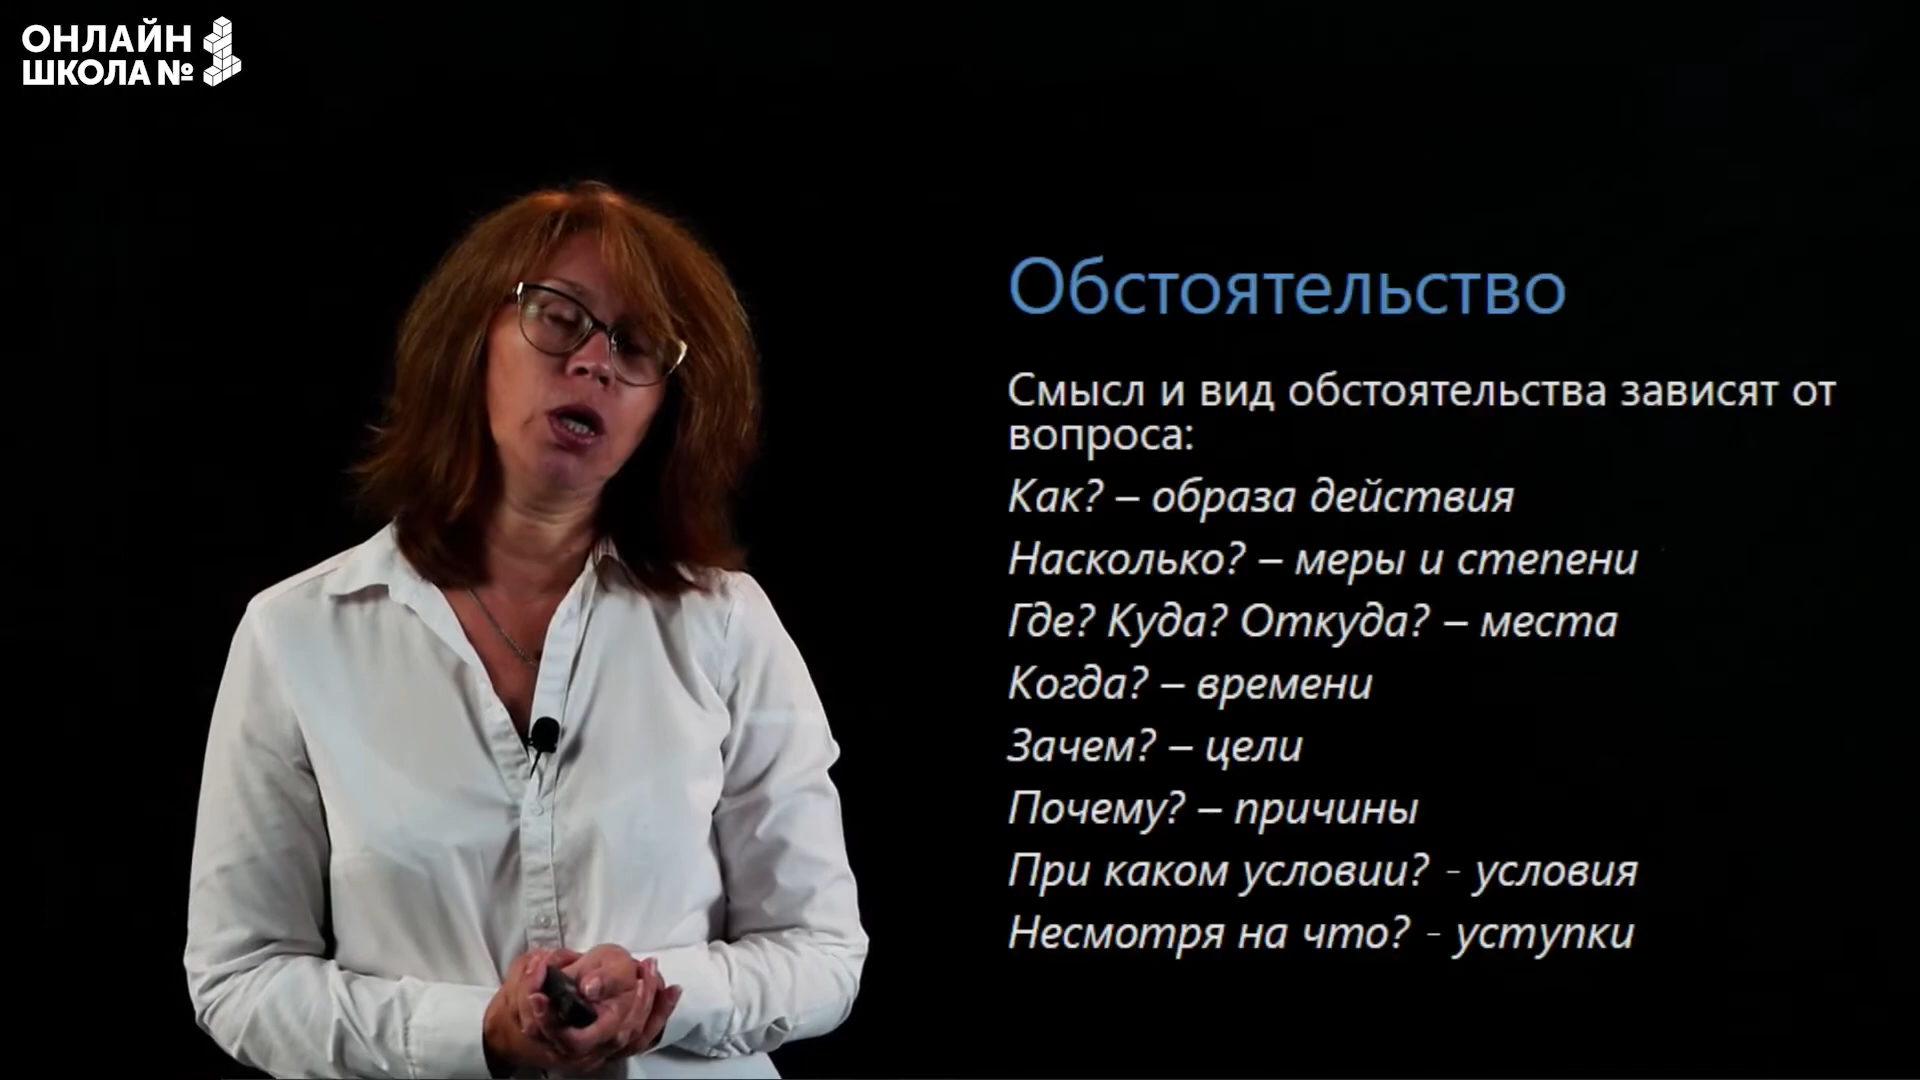 ОНЛАЙН
ШКОЛА №
Обстоятельство
Смысл и вид обстоятельства зависят от
вопроса:
Как? – образа действия
Насколько? – меры и степени
Где? Куда? Откуда? – места
Когда? – времени
Зачем? – цели
Почему? – причины
При каком условии? - условия
Несмотря на что? - уступки